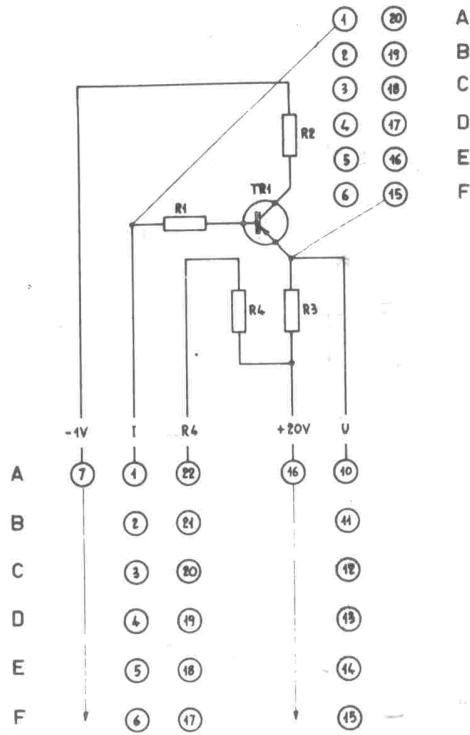 1 20 A
2 19 B
3 18 C
4 17 D
5 16 E
6 15 F
R2
TR1
R1
R4 R3
-1V I R4 +20V U
A 7 1 22 16 10
B 2 21 11
C 3 20 12
D 4 19 13
E 5 18 14
F 6 17 15